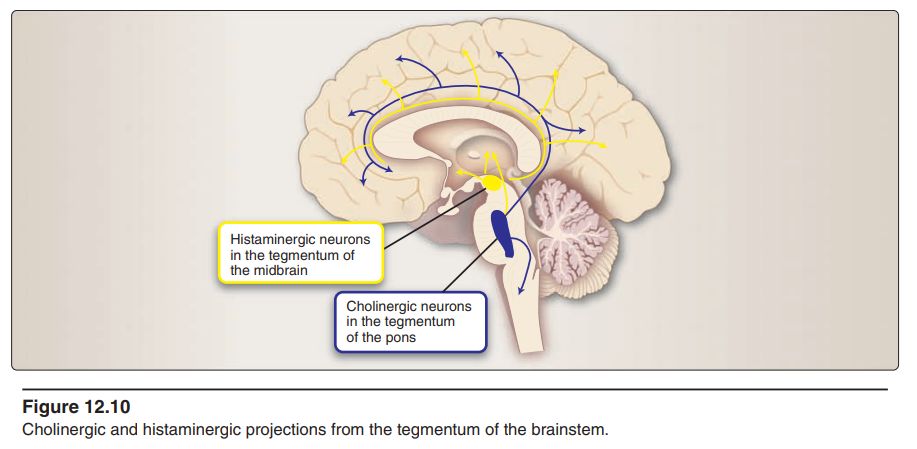 Histaminergic neurons
in the tegmentum of
the midbrain
Cholinergic neurons
in the tegmentum
of the pons
Figure 12.10
Cholinergic and histaminergic projections from the tegmentum of the brainstem.